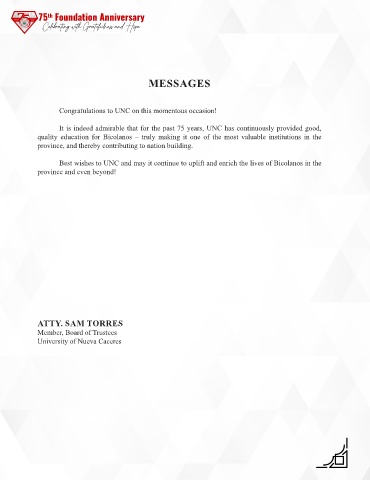 75th Foundation Anniversary
Celebrating with Gratefulness and Hope
MESSAGES
Congratulations to UNC on this momentous occasion!
It is indeed admirable that for the past 75 years, UNC has continuously provided good,
quality education for Bicolanos – truly making it one of the most valuable institutions in the
province, and thereby contributing to nation building.
Best wishes to UNC and may it continue to uplift and enrich the lives of Bicolanos in the
province and even beyond!
ATTY. SAM TORRES
Member, Board of Trustees
University of Nueva Caceres